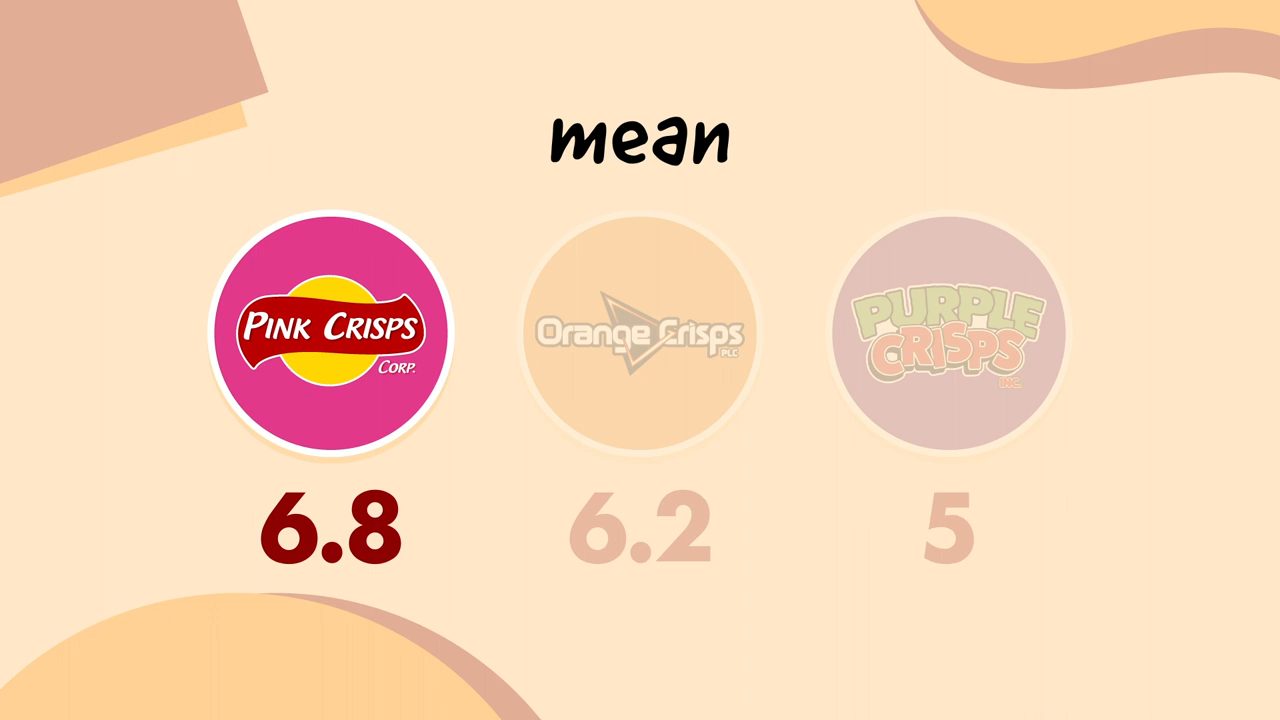 mean
PINK CRISPS
CORP.
Orange Crisps
PLC
PURPLE
CRISPS
INC.
6.8
6.2
5